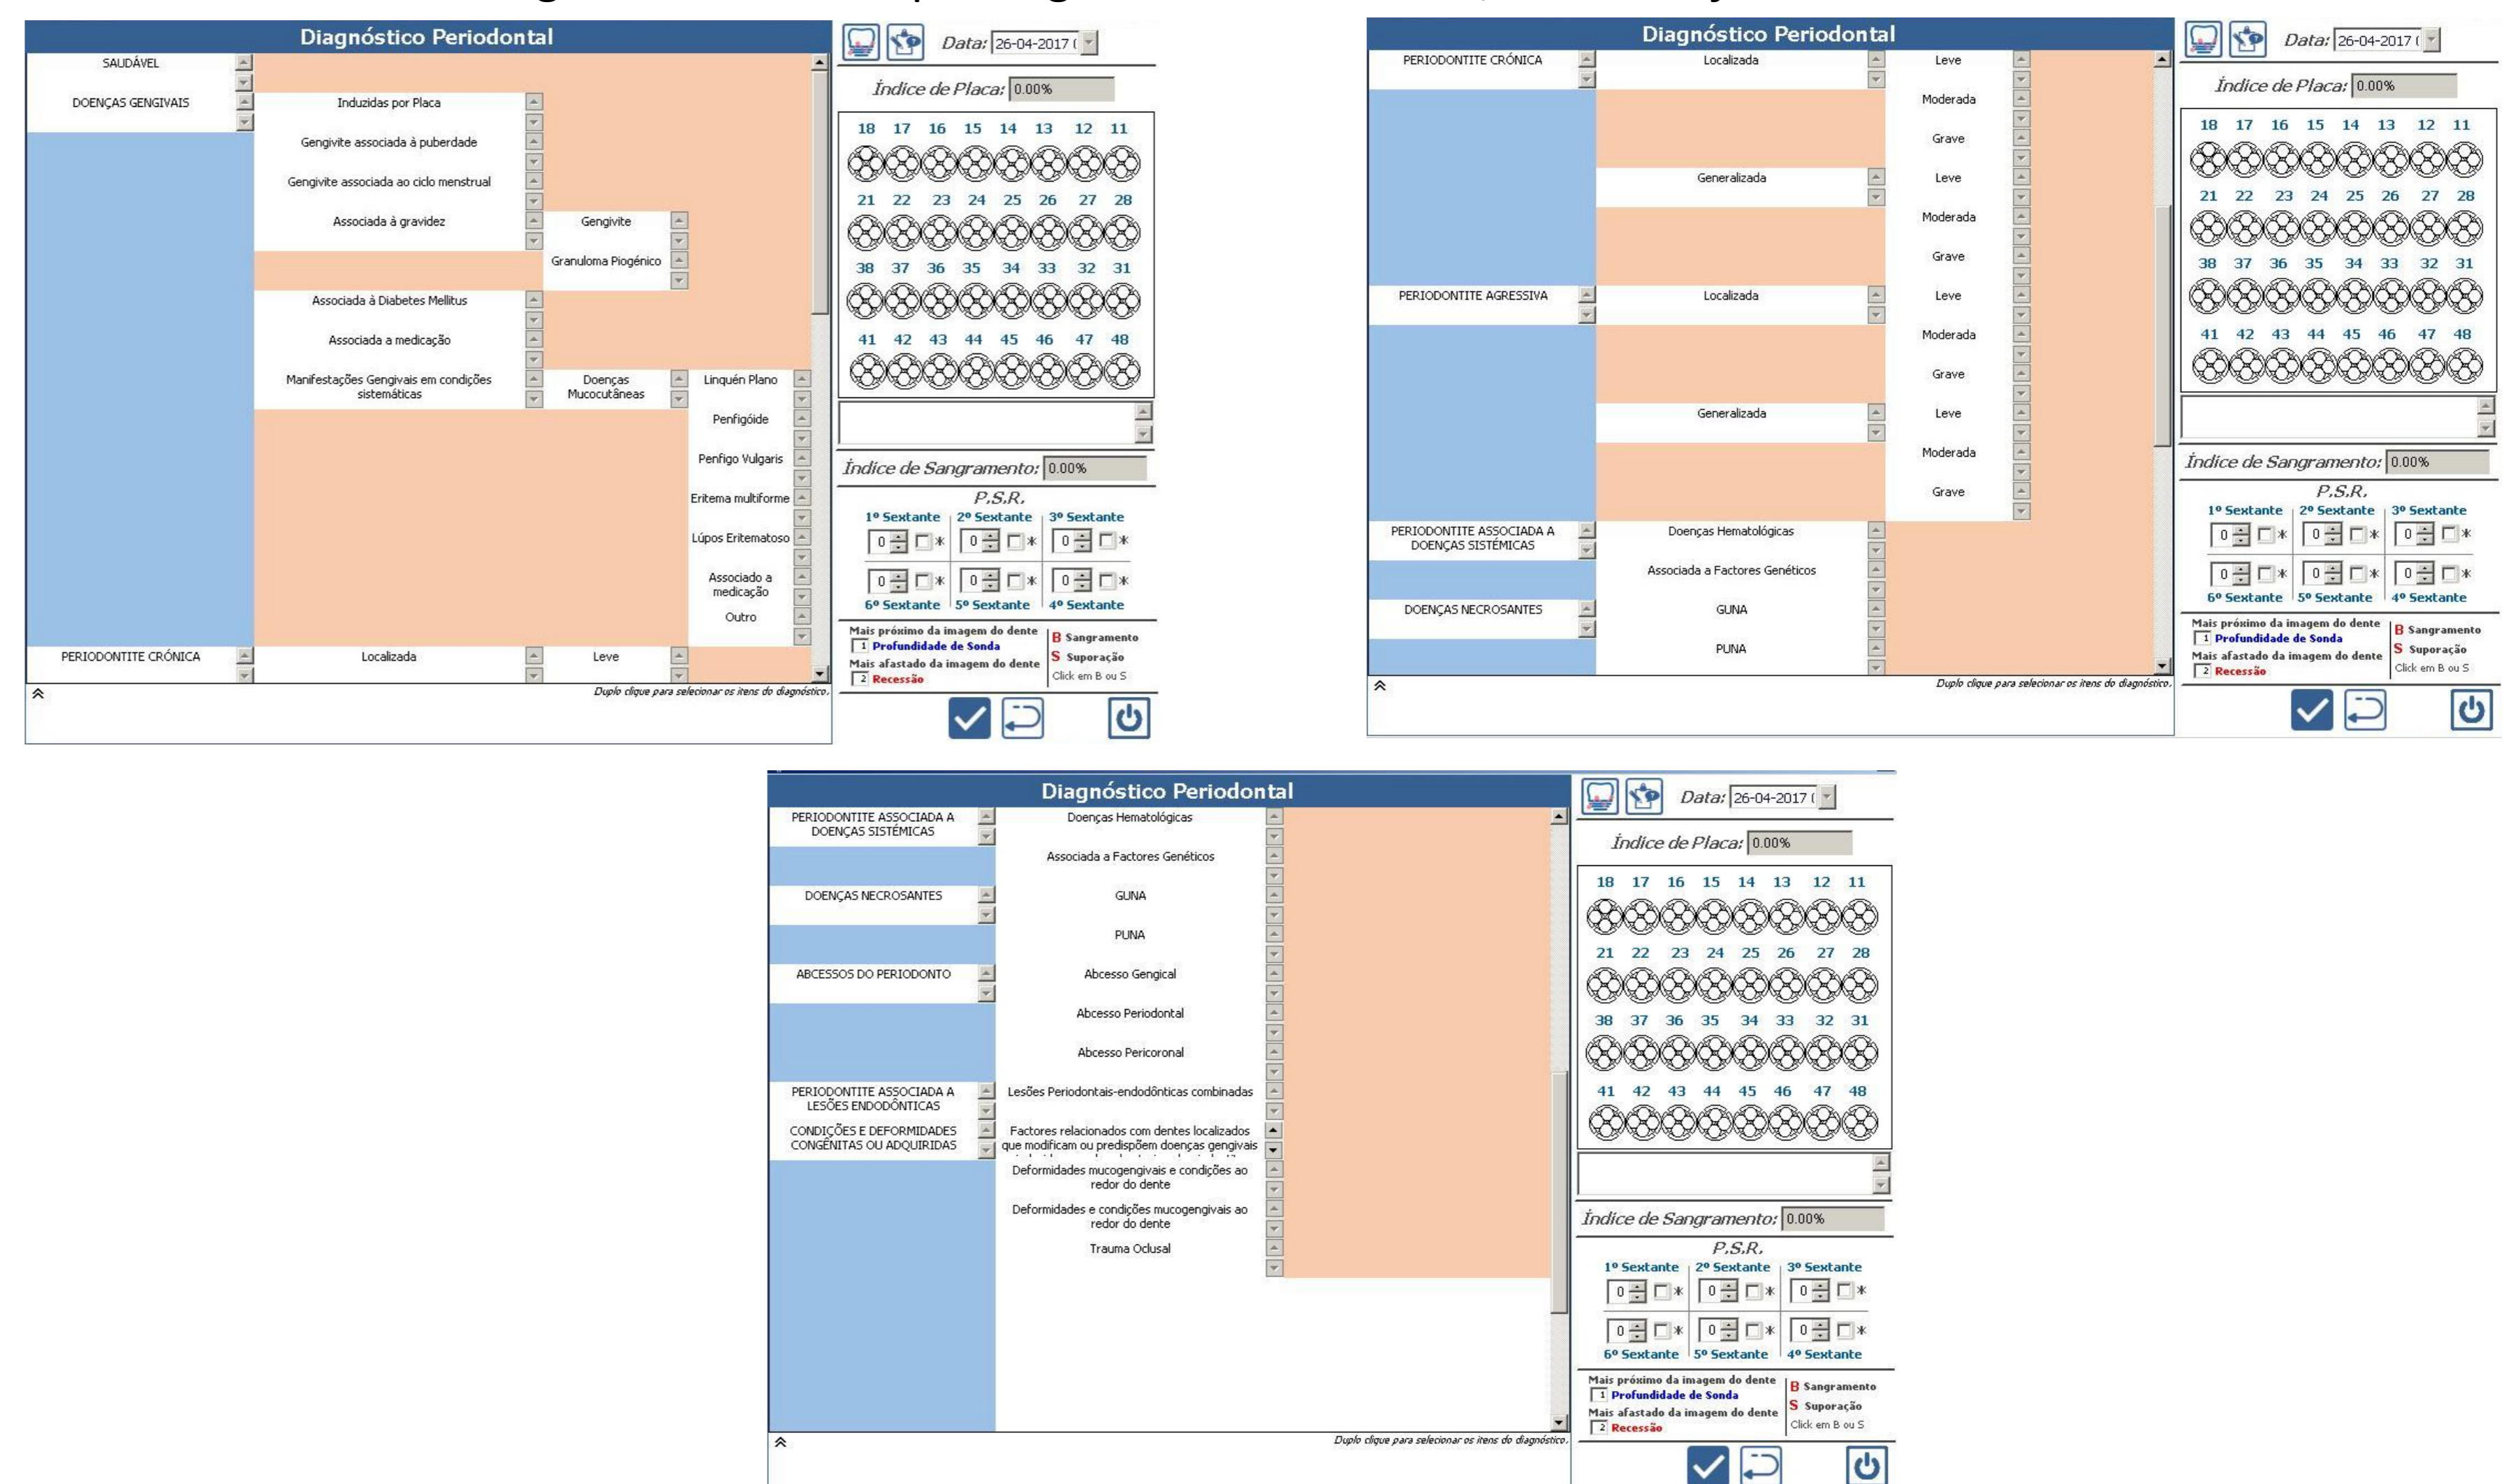 Diagnóstico Periodontal
SAUDÁVEL
DOENÇAS GENGIVAIS
Induzidas por Placa
Gengivite associada à puberdade
Gengivite associada ao ciclo menstrual
Associada à gravidez
Gengivite
Granuloma Piogénico
Associada à Diabetes Mellitus
Associada a medicação
Manifestações Gengivais em condições
sistemáticas
Doenças
Mucocutâneas
Linquén Plano
Penfigóide
Penfigo Vulgaris
Eritema multiforme
Lúpos Eritematoso
Associado a
medicação
Outro
PERIODONTITE CRÓNICA
Localizada
Leve
Duplo clique para selecionar os itens do diagnóstico.
Data: 26-04-2017 (
Índice de Placa: 0.00%
18 17 16 15 14 13 12 11
21 22 23 24 25 26 27 28
38 37 36 35 34 33 32 31
41 42 43 44 45 46 47 48
Índice de Sangramento: 0.00%
P.S.R.
1º Sextante 2º Sextante 3º Sextante
0 * 0 * 0 *
0 * 0 * 0 *
6º Sextante 5º Sextante 4º Sextante
Mais próximo da imagem do dente
1 Profundidade de Sonda
Mais afastado da imagem do dente
2 Recessão
B Sangramento
S Suporação
Click em B ou S
Diagnóstico Periodontal
PERIODONTITE CRÓNICA
Localizada
Leve
Moderada
Grave
Generalizada
Leve
Moderada
Grave
PERIODONTITE AGRESSIVA
Localizada
Leve
Moderada
Grave
Generalizada
Leve
Moderada
Grave
PERIODONTITE ASSOCIADA A
DOENÇAS SISTÉMICAS
Doenças Hematológicas
Associada a Factores Genéticos
DOENÇAS NECROSANTES
GUNA
PUNA
Duplo clique para selecionar os itens do diagnóstico.
Data: 26-04-2017 (
Índice de Placa: 0.00%
18 17 16 15 14 13 12 11
21 22 23 24 25 26 27 28
38 37 36 35 34 33 32 31
41 42 43 44 45 46 47 48
Índice de Sangramento: 0.00%
P.S.R.
1º Sextante 2º Sextante 3º Sextante
0 * 0 * 0 *
0 * 0 * 0 *
6º Sextante 5º Sextante 4º Sextante
Mais próximo da imagem do dente
1 Profundidade de Sonda
Mais afastado da imagem do dente
2 Recessão
B Sangramento
S Suporação
Click em B ou S
Diagnóstico Periodontal
PERIODONTITE ASSOCIADA A
DOENÇAS SISTÉMICAS
Doenças Hematológicas
Associada a Factores Genéticos
DOENÇAS NECROSANTES
GUNA
PUNA
ABCESSOS DO PERIODONTO
Abcesso Gengical
Abcesso Periodontal
Abcesso Pericoronal
PERIODONTITE ASSOCIADA A
LESÕES ENDODÔNTICAS
Lesões Periodontais-endodônticas combinadas
CONDIÇÕES E DEFORMIDADES
CONGÊNITAS OU ADQUIRIDAS
Factores relacionados com dentes localizados
que modificam ou predispõem doenças gengivais
Deformidades mucogengivais e condições ao
redor do dente
Deformidades e condições mucogengivais ao
redor do dente
Trauma Oclusal
Duplo clique para selecionar os itens do diagnóstico.
Data: 26-04-2017 (
Índice de Placa: 0.00%
18 17 16 15 14 13 12 11
21 22 23 24 25 26 27 28
38 37 36 35 34 33 32 31
41 42 43 44 45 46 47 48
Índice de Sangramento: 0.00%
P.S.R.
1º Sextante 2º Sextante 3º Sextante
0 * 0 * 0 *
0 * 0 * 0 *
6º Sextante 5º Sextante 4º Sextante
Mais próximo da imagem do dente
1 Profundidade de Sonda
Mais afastado da imagem do dente
2 Recessão
B Sangramento
S Suporação
Click em B ou S